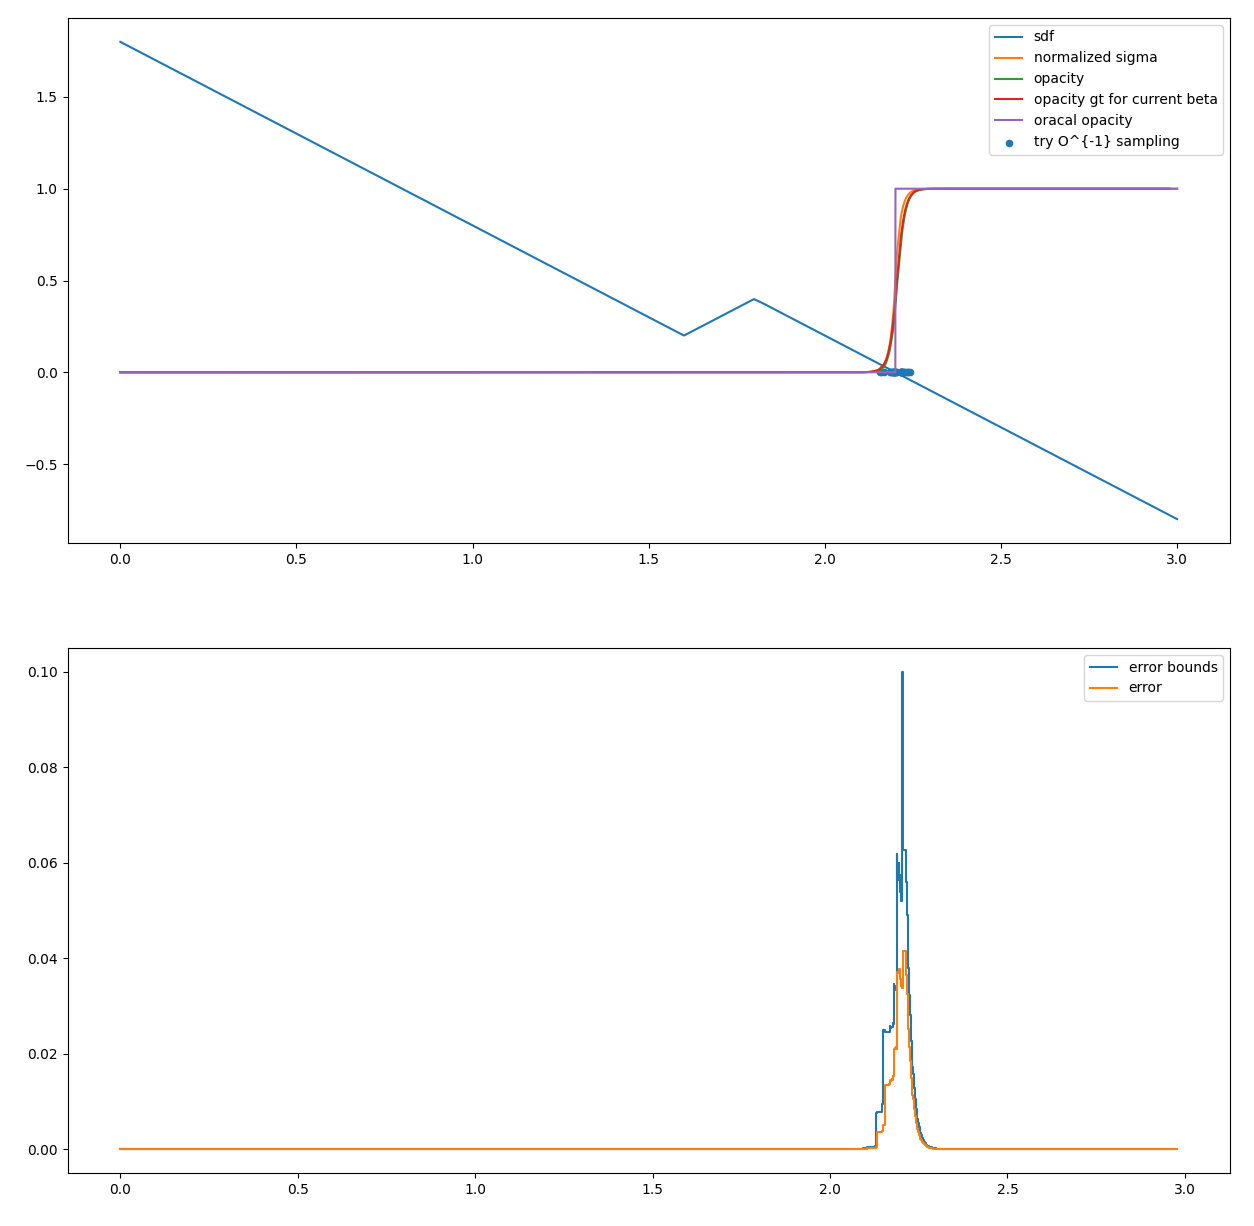 sdf
normalized sigma
opacity
opacity gt for current beta
oracal opacity
try O^{-1} sampling
1.5
1.0
0.5
0.0
−0.5
0.0 0.5 1.0 1.5 2.0 2.5 3.0
error bounds
error
0.10
0.08
0.06
0.04
0.02
0.00
0.0 0.5 1.0 1.5 2.0 2.5 3.0